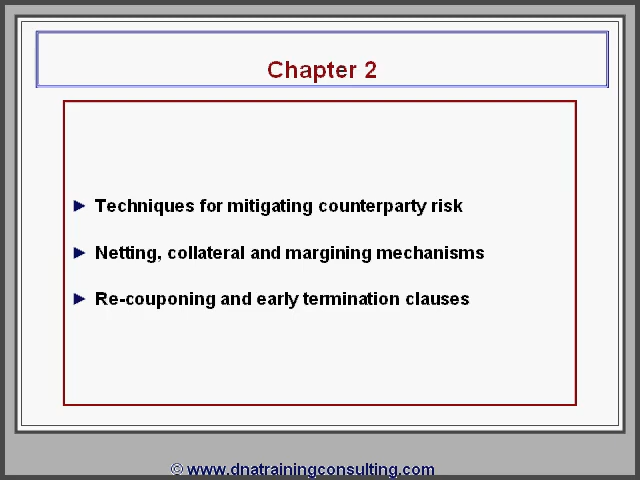 Chapter 2
► Techniques for mitigating counterparty risk
► Netting, collateral and margining mechanisms
► Re-couponing and early termination clauses
© www.dnatrainingconsulting.com